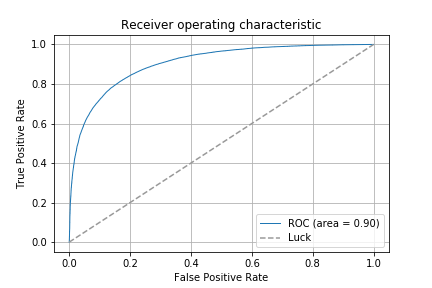 Receiver operating characteristic
True Positive Rate
1.0
0.8
0.6
0.4
0.2
0.0
ROC (area = 0.90)
Luck
0.0 0.2 0.4 0.6 0.8 1.0
False Positive Rate